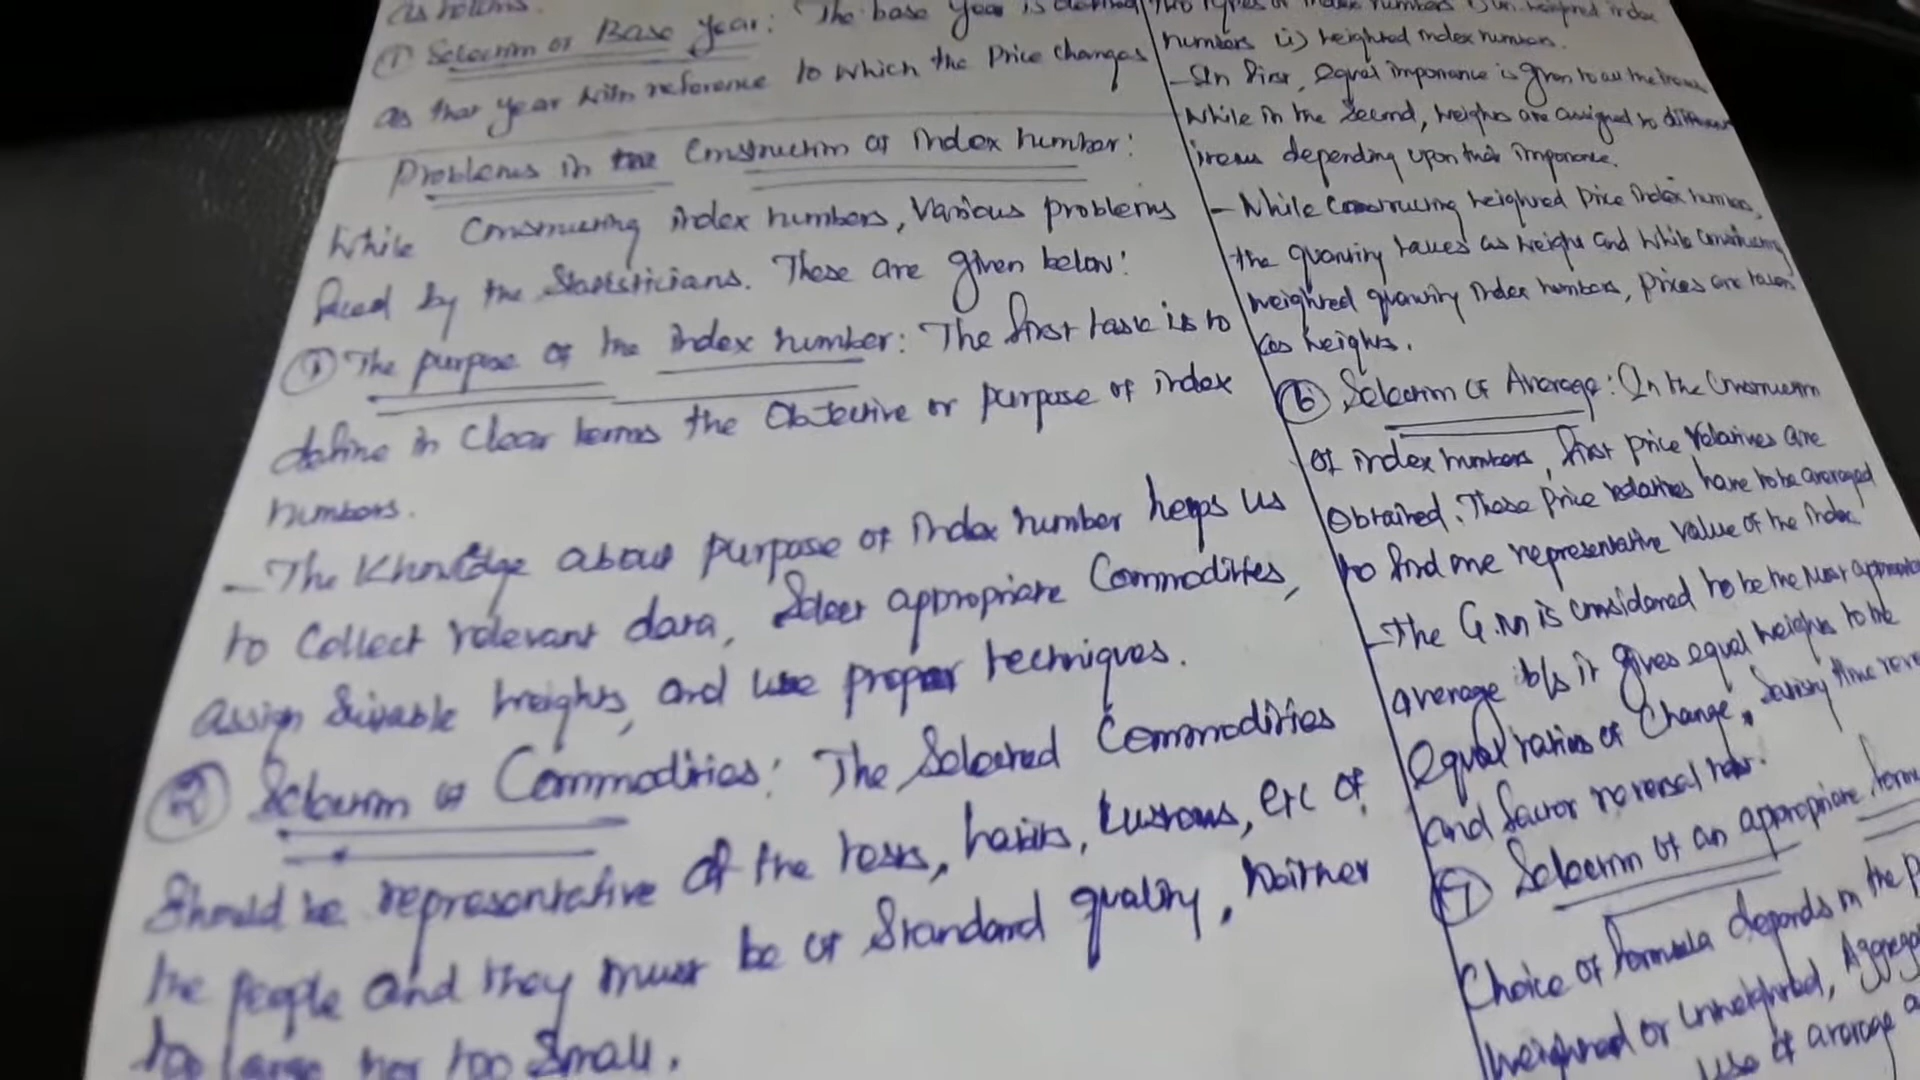 as follows.
① Selection of Base year: The base year is defined
as that year with reference to which the Price changes
Problems in the Construction of index number:
While Constructing index numbers, Various problems
faced by the Statisticians. These are given below:
① The purpose of the index number: The first task is to
define in Clear terms the Objective or purpose of index
numbers.
- The Knowldge about purpose of index number helps us
to Collect relevant data, Select appropriate Commodities,
assign Suitable weights, and use proper techniques.
② Selection of Commodities: The Selected Commodities
Should be representative of the tests, habits, Customs, etc of
the people and they must be of Standard quality, Neither
too large nor too Small.
Two types of index numbers i) un weighted index
numbers ii) weighted index numbers.
- In first, equal importance is given to all the items
While in the Second, weights are assigned to different
items depending upon their importance.
- While Constructing weighted Price Index number,
the quantity taken as weight and while constructing
weighted quantity index numbers, Prices are taken
as weights.
⑥ Selection of Average: In the Construction
of index numbers, first price relatives are
Obtained. These Price relatives have to be averaged
to find one representative value of the index.
- The G.M is considered to be the most appropriate
average b/s it gives equal weights to the
equal ratios of Change, Satisfy time
and factor reversal test.
⑦ Selection of an appropriate
Choice of formula depends on the
weighted or unweighted,
Use of average